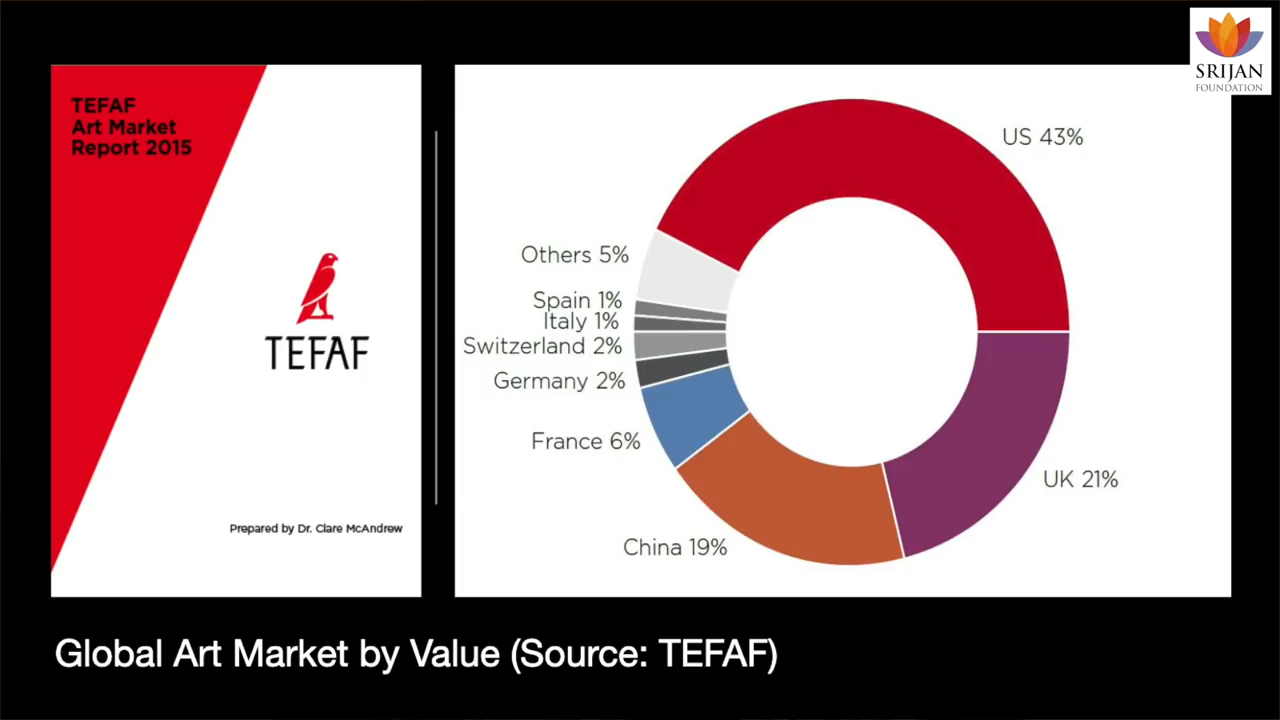 SRIJAN
FOUNDATION
TEFAF
Art Market
Report 2015
TEFAF
Prepared by Dr. Clare McAndrew
US 43%
Others 5%
Spain 1%
Italy 1%
Switzerland 2%
Germany 2%
France 6%
UK 21%
China 19%
Global Art Market by Value (Source: TEFAF)